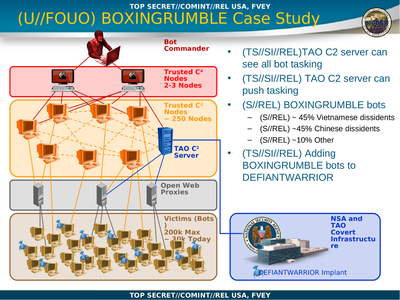 TOP SECRET//COMINT//REL USA, FVEY
(U//FOUO) BOXINGRUMBLE Case Study
Bot
Commander
Trusted C²
Nodes
2-3 Nodes
Trusted C²
Nodes
~ 250 Nodes
TAO C²
Server
Open Web
Proxies
Victims (Bots
)
200k Max
~ 30k Today
• (TS//SI//REL)TAO C2 server can
see all bot tasking
• (TS//SI//REL) TAO C2 server can
push tasking
• (S//REL) BOXINGRUMBLE bots
– (S//REL) ~ 45% Vietnamese dissidents
– (S//REL) ~45% Chinese dissidents
– (S//REL) ~10% Other
• (TS//SI//REL) Adding
BOXINGRUMBLE bots to
DEFIANTWARRIOR
NSA and
TAO
Covert
Infrastructu
re
DEFIANTWARRIOR Implant
TOP SECRET//COMINT//REL USA, FVEY